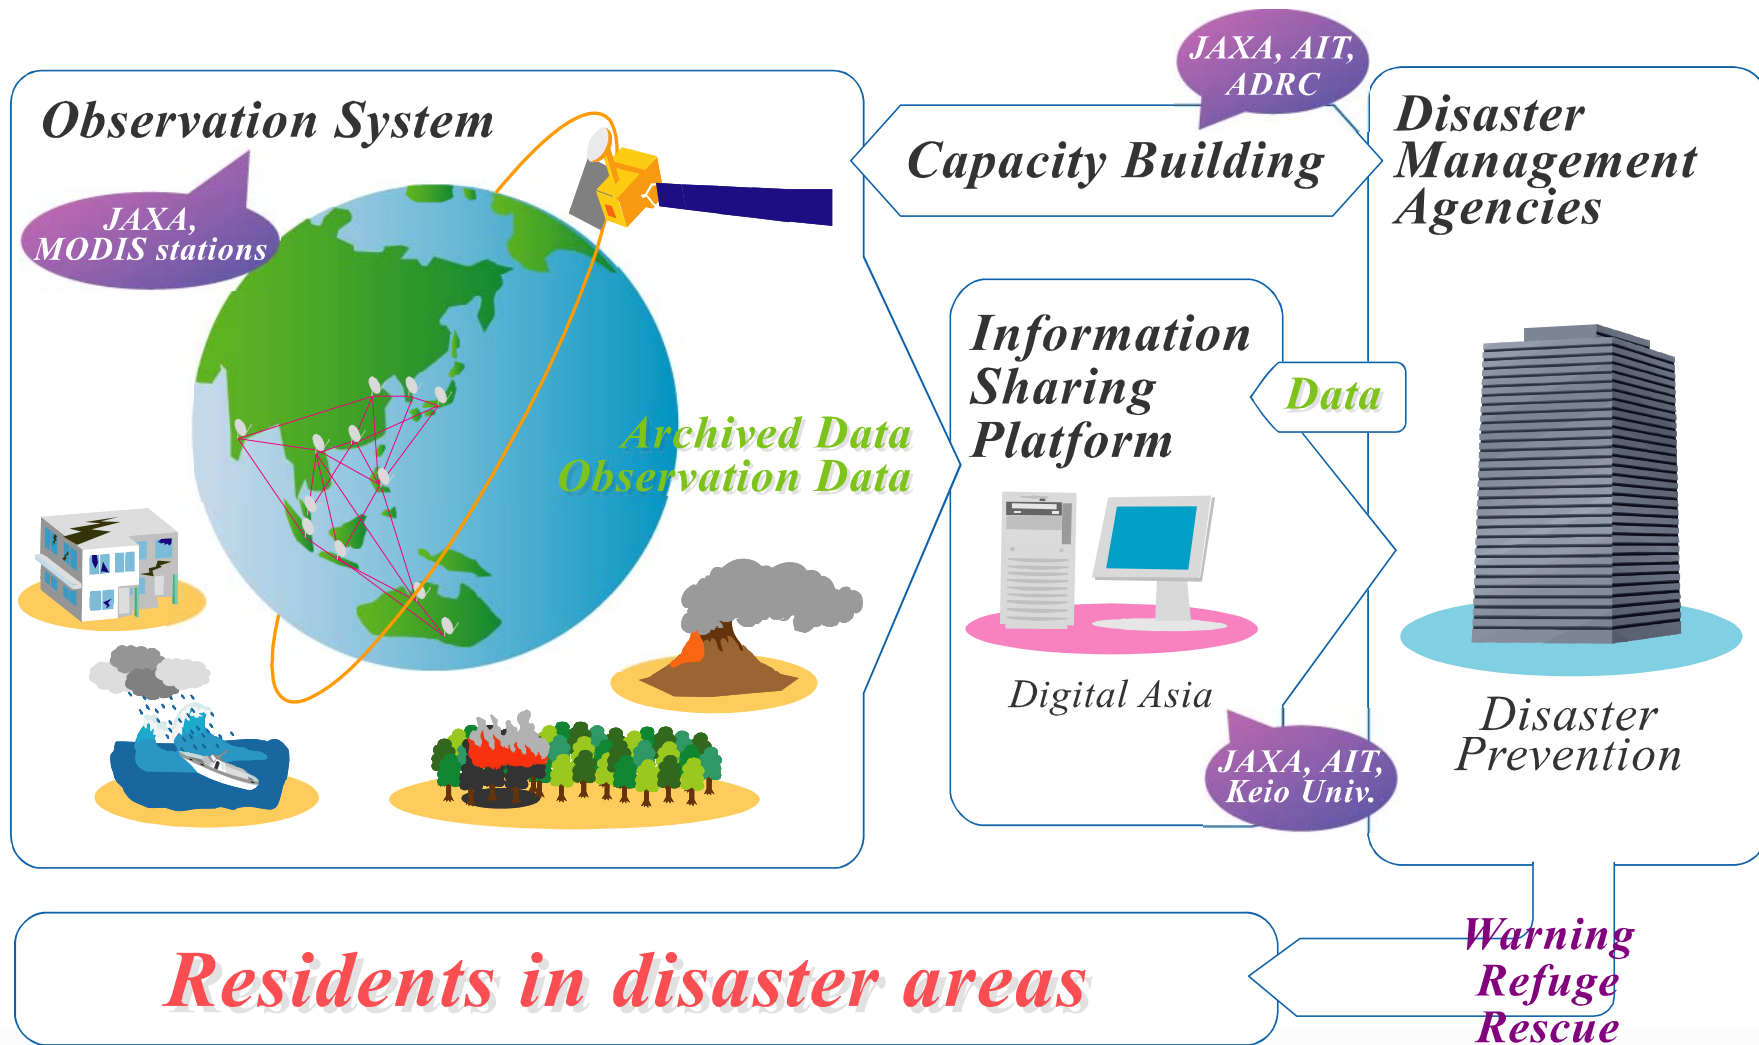 Observation System
JAXA,
MODIS stations
Archived Data
Observation Data
JAXA, AIT,
ADRC
Capacity Building
Information
Sharing
Platform
Digital Asia
JAXA, AIT,
Keio Univ.
Data
Disaster
Management
Agencies
Disaster
Prevention
Warning
Refuge
Rescue
Residents in disaster areas